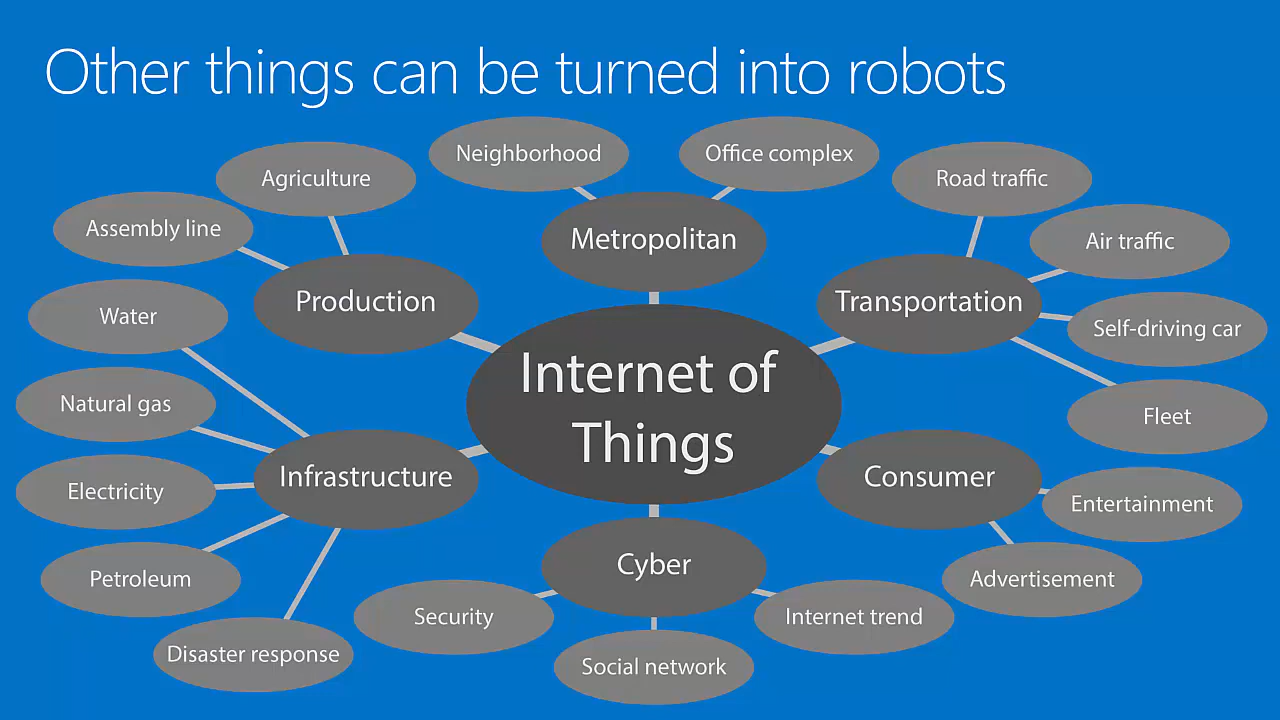 Other things can be turned into robots
Neighborhood
Office complex
Agriculture
Road traffic
Assembly line
Metropolitan
Air traffic
Production
Transportation
Water
Self-driving car
Internet of
Things
Natural gas
Fleet
Infrastructure
Consumer
Electricity
Entertainment
Cyber
Petroleum
Advertisement
Security
Internet trend
Disaster response
Social network